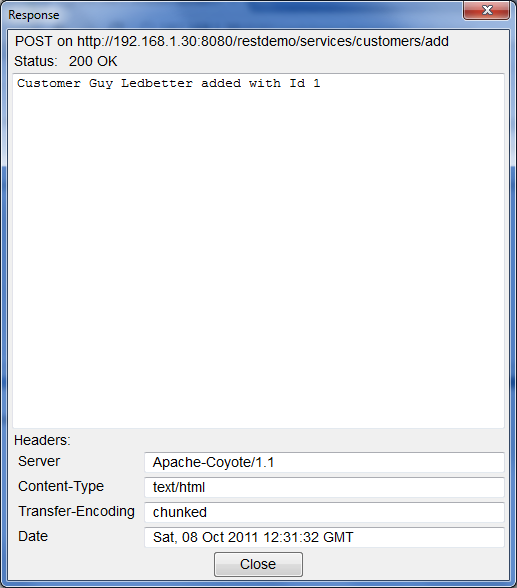 Response
POST on http://192.168.1.30:8080/restdemo/services/customers/add
Status: 200 OK
Customer Guy Ledbetter added with Id 1
Headers:
Server Apache-Coyote/1.1
Content-Type text/html
Transfer-Encoding chunked
Date Sat, 08 Oct 2011 12:31:32 GMT
Close